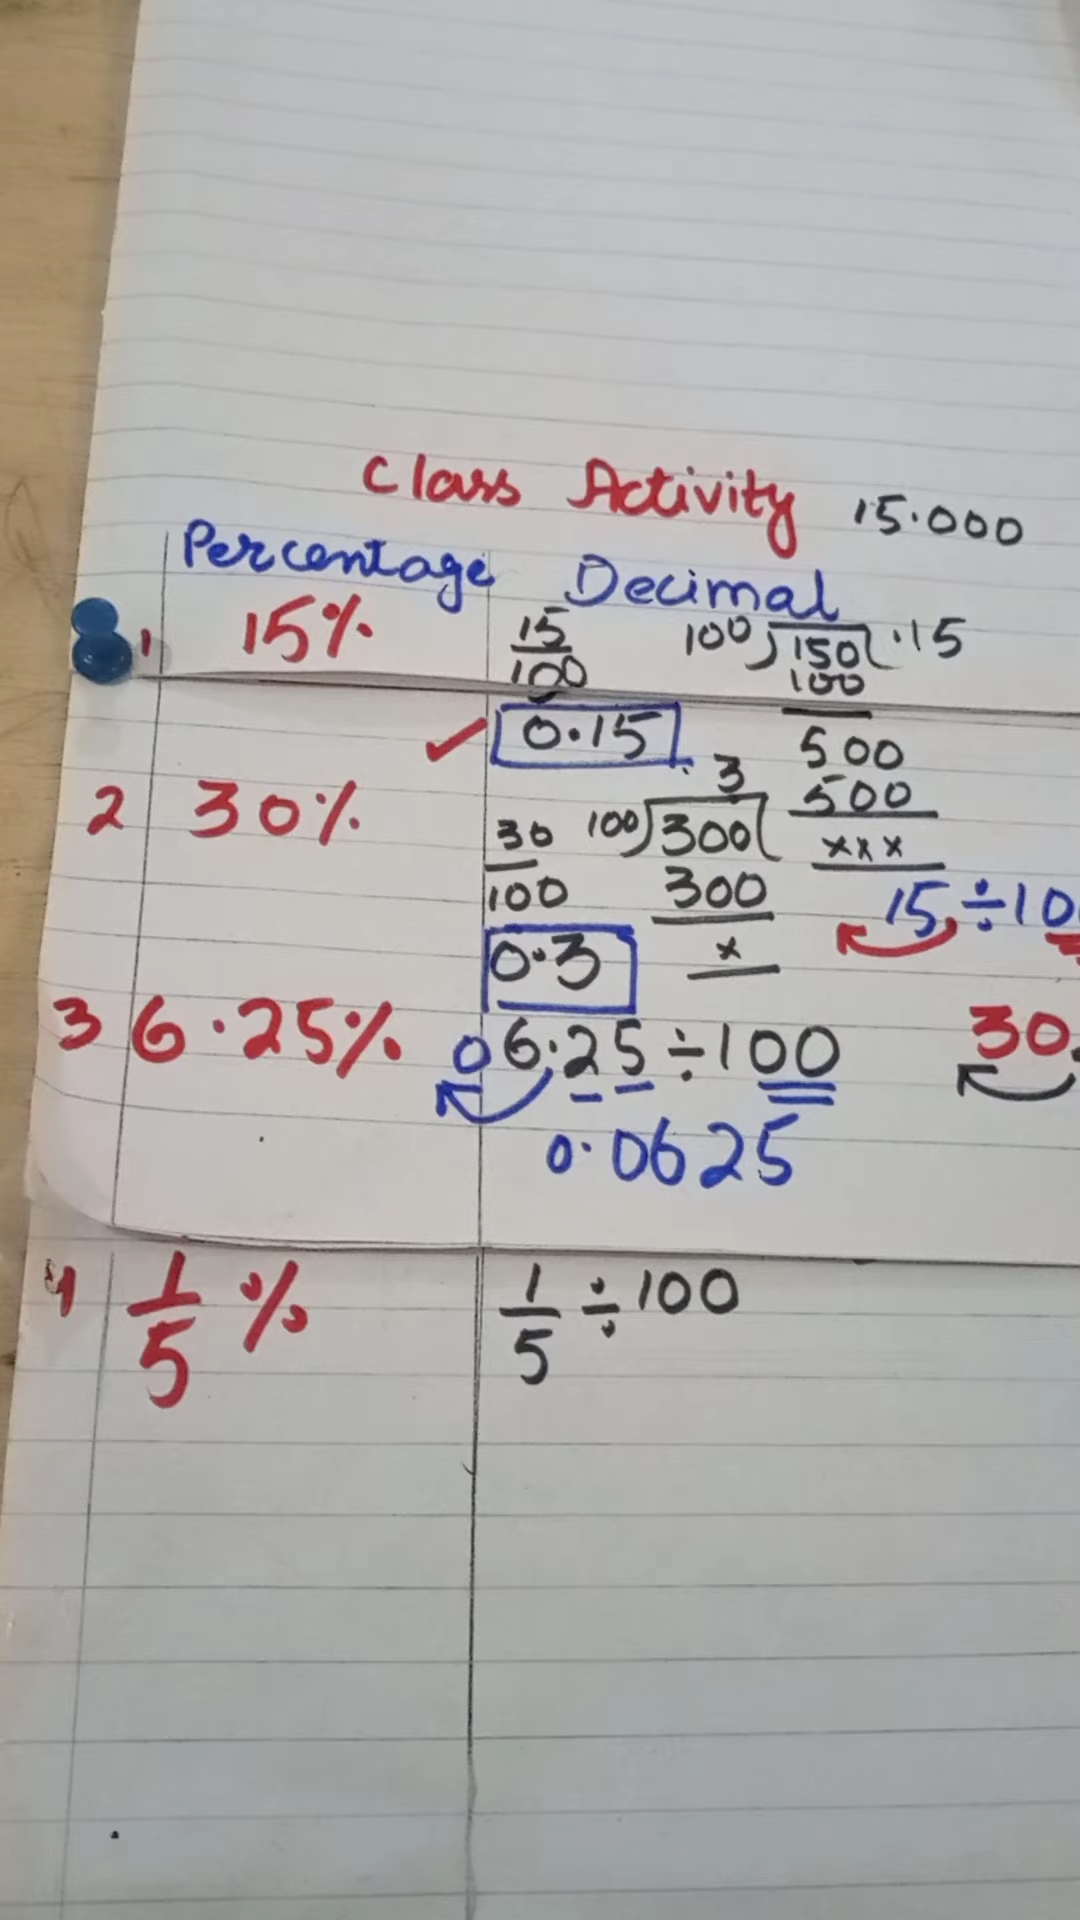 Class Activity 15.000
Percentage Decimal
1 15% 15/100 100)150( .15
100
0.15 500
500
×××
2 30% 30/100 100)300( .3
300
×
0.3
15 ÷ 10
30.
3 6.25% 06.25 ÷ 100
0.0625
4 1/5 % 1/5 ÷ 100